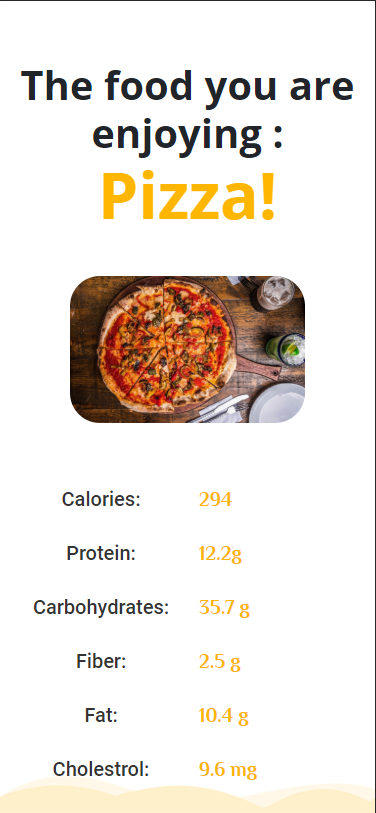 The food you are
enjoying :
Pizza!
Calories: 294
Protein: 12.2g
Carbohydrates: 35.7 g
Fiber: 2.5 g
Fat: 10.4 g
Cholestrol: 9.6 mg